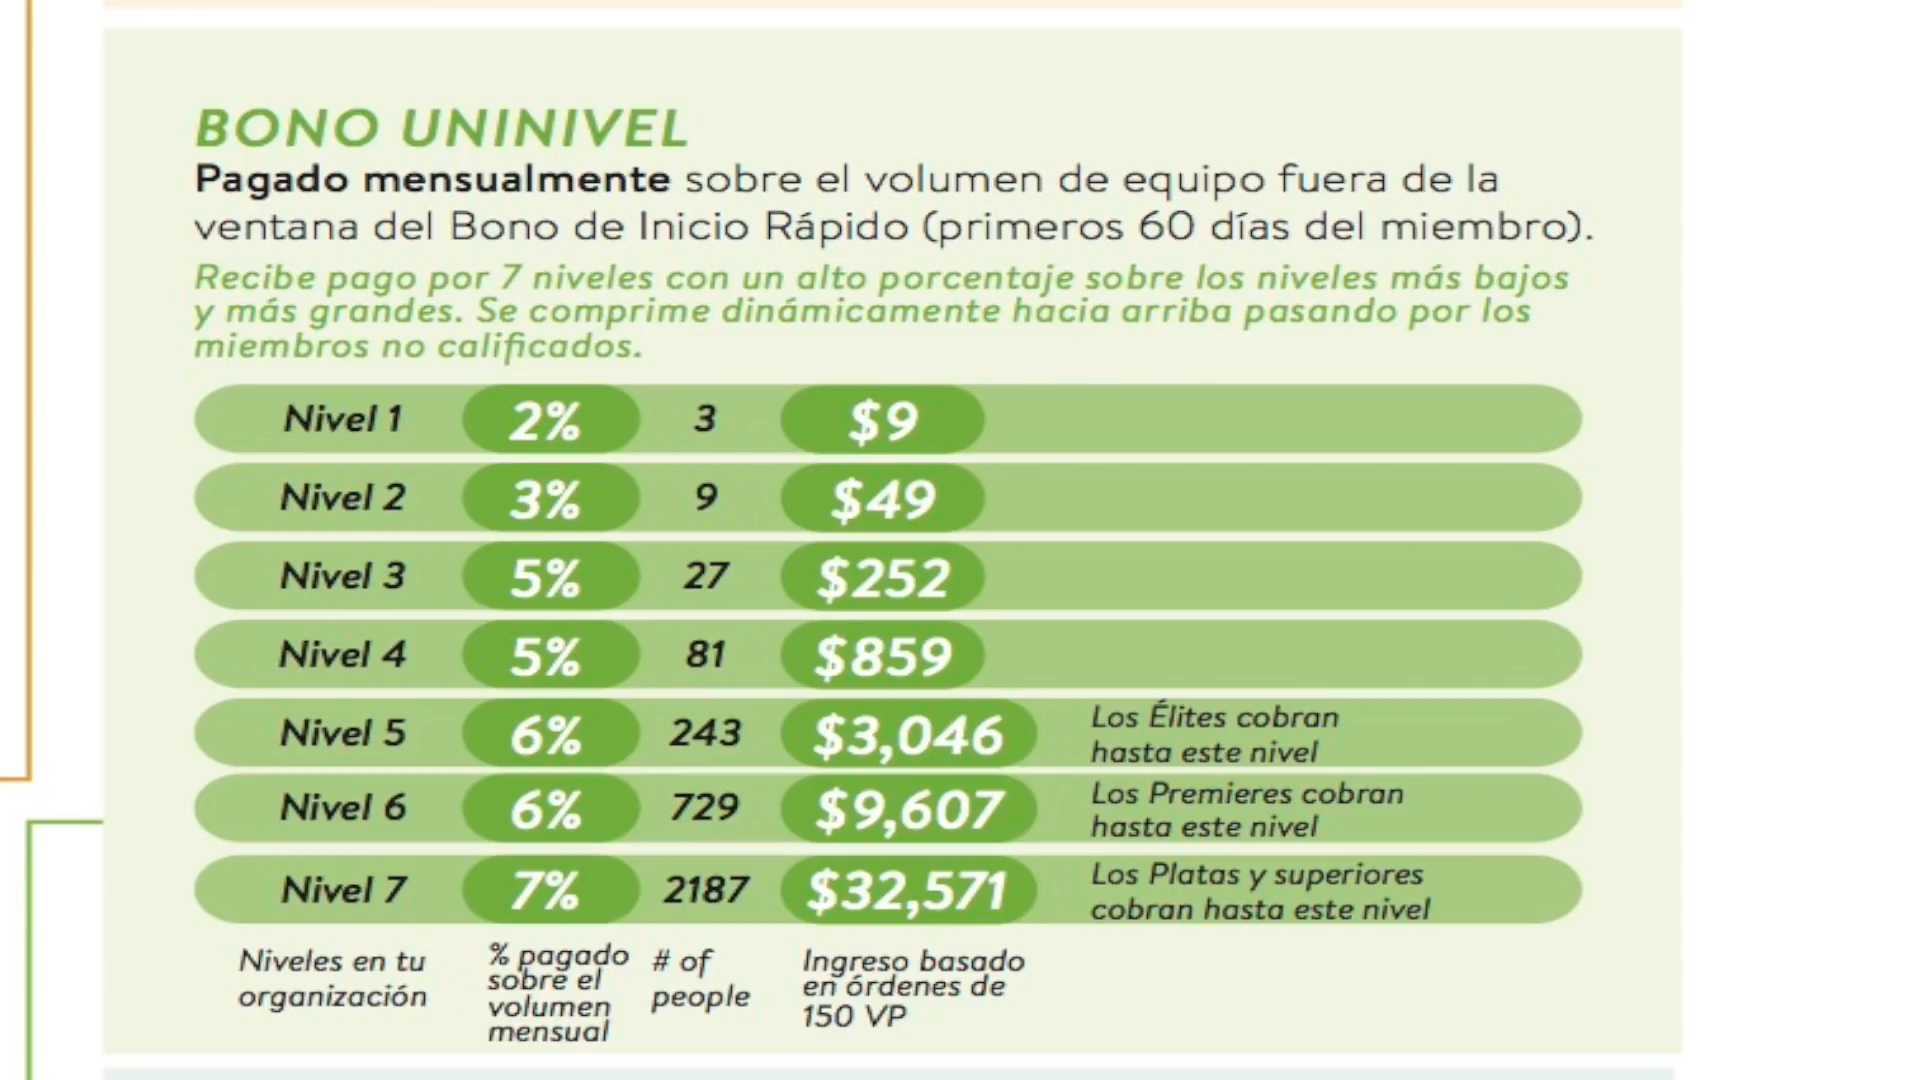 BONO UNINIVEL
Pagado mensualmente sobre el volumen de equipo fuera de la
ventana del Bono de Inicio Rápido (primeros 60 días del miembro).
Recibe pago por 7 niveles con un alto porcentaje sobre los niveles más bajos
y más grandes. Se comprime dinámicamente hacia arriba pasando por los
miembros no calificados.
Nivel 1 2% 3 $9
Nivel 2 3% 9 $49
Nivel 3 5% 27 $252
Nivel 4 5% 81 $859
Nivel 5 6% 243 $3,046 Los Élites cobran
hasta este nivel
Nivel 6 6% 729 $9,607 Los Premieres cobran
hasta este nivel
Nivel 7 7% 2187 $32,571 Los Platas y superiores
cobran hasta este nivel
Niveles en tu
organización
% pagado
sobre el
volumen
mensual
# of
people
Ingreso basado
en órdenes de
150 VP